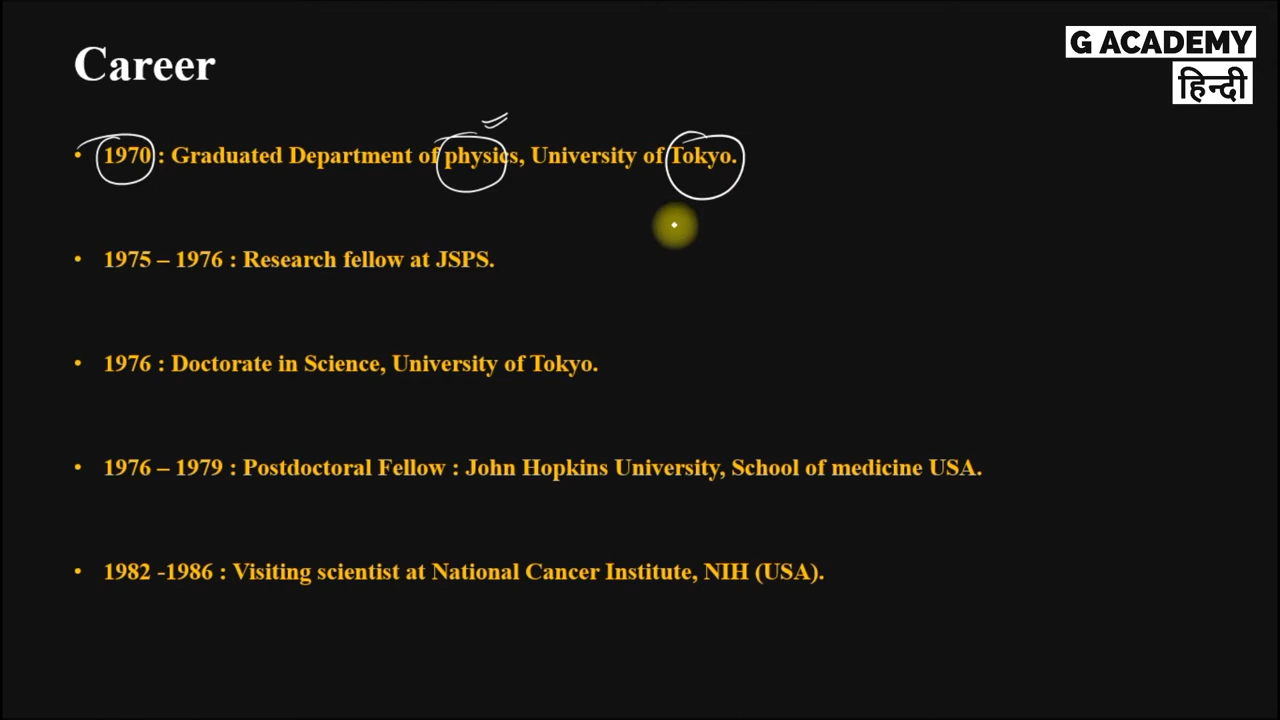 G ACADEMY
हिन्दी
Career
• 1970 : Graduated Department of physics, University of Tokyo.
• 1975 – 1976 : Research fellow at JSPS.
• 1976 : Doctorate in Science, University of Tokyo.
• 1976 – 1979 : Postdoctoral Fellow : John Hopkins University, School of medicine USA.
• 1982 -1986 : Visiting scientist at National Cancer Institute, NIH (USA).